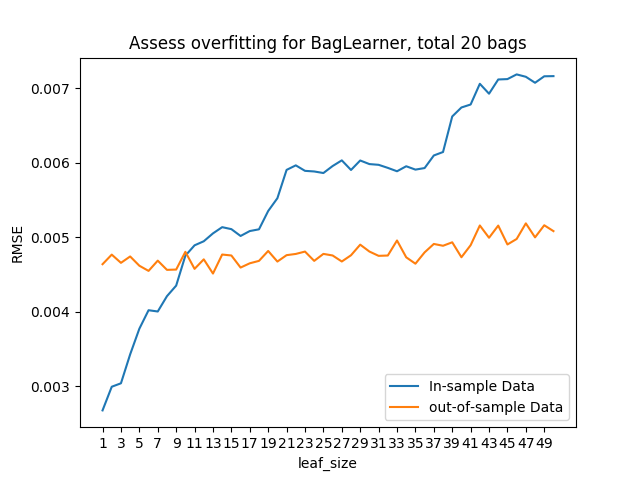 Assess overfitting for BagLearner, total 20 bags
0.007
0.006
0.005
0.004
0.003
RMSE
In-sample Data
out-of-sample Data
1 3 5 7 9 11 13 15 17 19 21 23 25 27 29 31 33 35 37 39 41 43 45 47 49
leaf_size